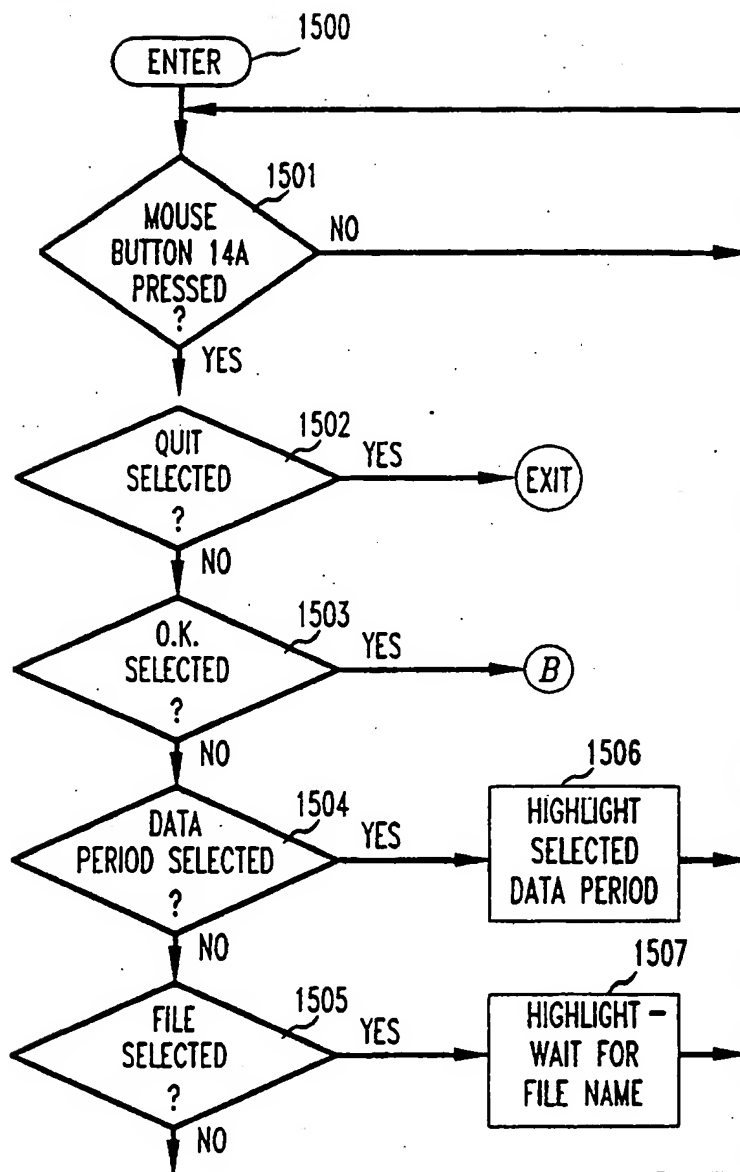 1500
ENTER
1501
MOUSE
BUTTON 14A
PRESSED
?
NO
YES
1502
QUIT
SELECTED
?
YES
EXIT
NO
1503
O.K.
SELECTED
?
YES
B
NO
1504
DATA
PERIOD SELECTED
?
YES
1506
HIGHLIGHT
SELECTED
DATA PERIOD
NO
1505
FILE
SELECTED
?
YES
1507
HIGHLIGHT -
WAIT FOR
FILE NAME
NO